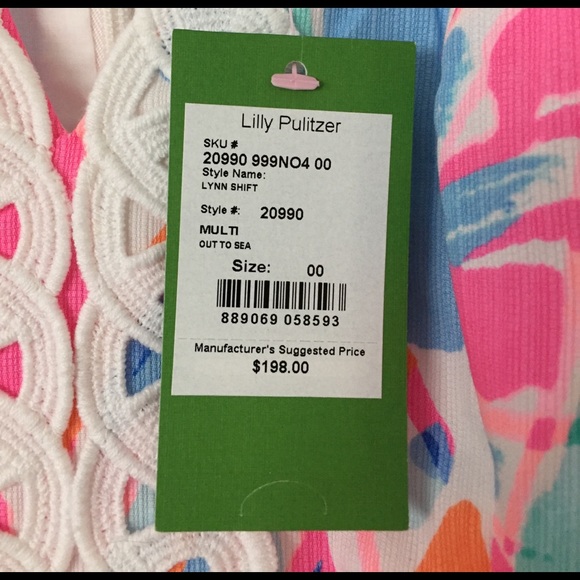 Lilly Pulitzer
SKU #
20990 999NO4 00
Style Name:
LYNN SHIFT
Style #: 20990
MULTI
OUT TO SEA
Size: 00
889069 058593
Manufacturer's Suggested Price
$198.00